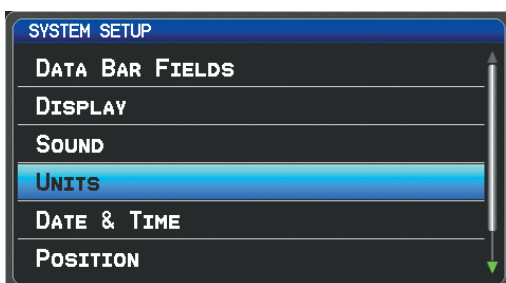 SYSTEM SETUP
DATA BAR FIELDS
DISPLAY
SOUND
UNITS
DATE & TIME
POSITION